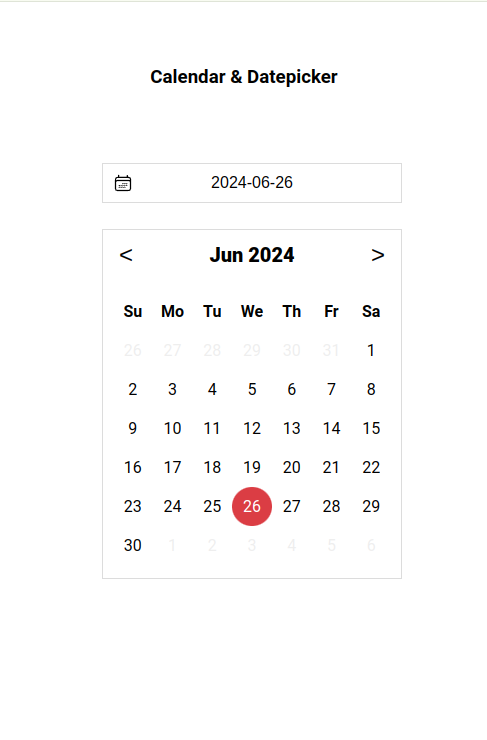 Calendar & Datepicker
2024-06-26
< Jun 2024 >
Su Mo Tu We Th Fr Sa
26 27 28 29 30 31 1
2 3 4 5 6 7 8
9 10 11 12 13 14 15
16 17 18 19 20 21 22
23 24 25 26 27 28 29
30 1 2 3 4 5 6